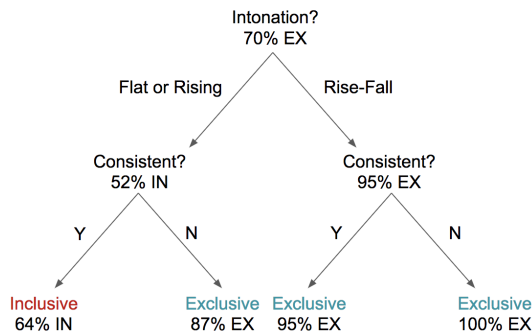 Intonation?
70% EX
Flat or Rising
Rise-Fall
Consistent?
52% IN
Consistent?
95% EX
Y
N
Y
N
Inclusive
64% IN
Exclusive
87% EX
Exclusive
95% EX
Exclusive
100% EX